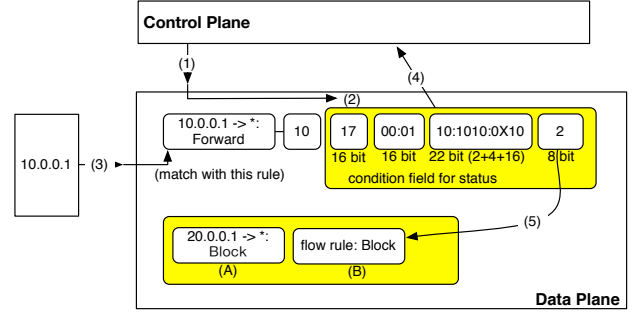 Control Plane
(1)
(4)
(2)
10.0.0.1 -> *:
Forward
10
17
00:01
10:1010:0X10
2
16 bit
16 bit
22 bit (2+4+16)
8 bit
10.0.0.1
(3)
(match with this rule)
condition field for status
(5)
20.0.0.1 -> *:
Block
flow rule: Block
(A)
(B)
Data Plane